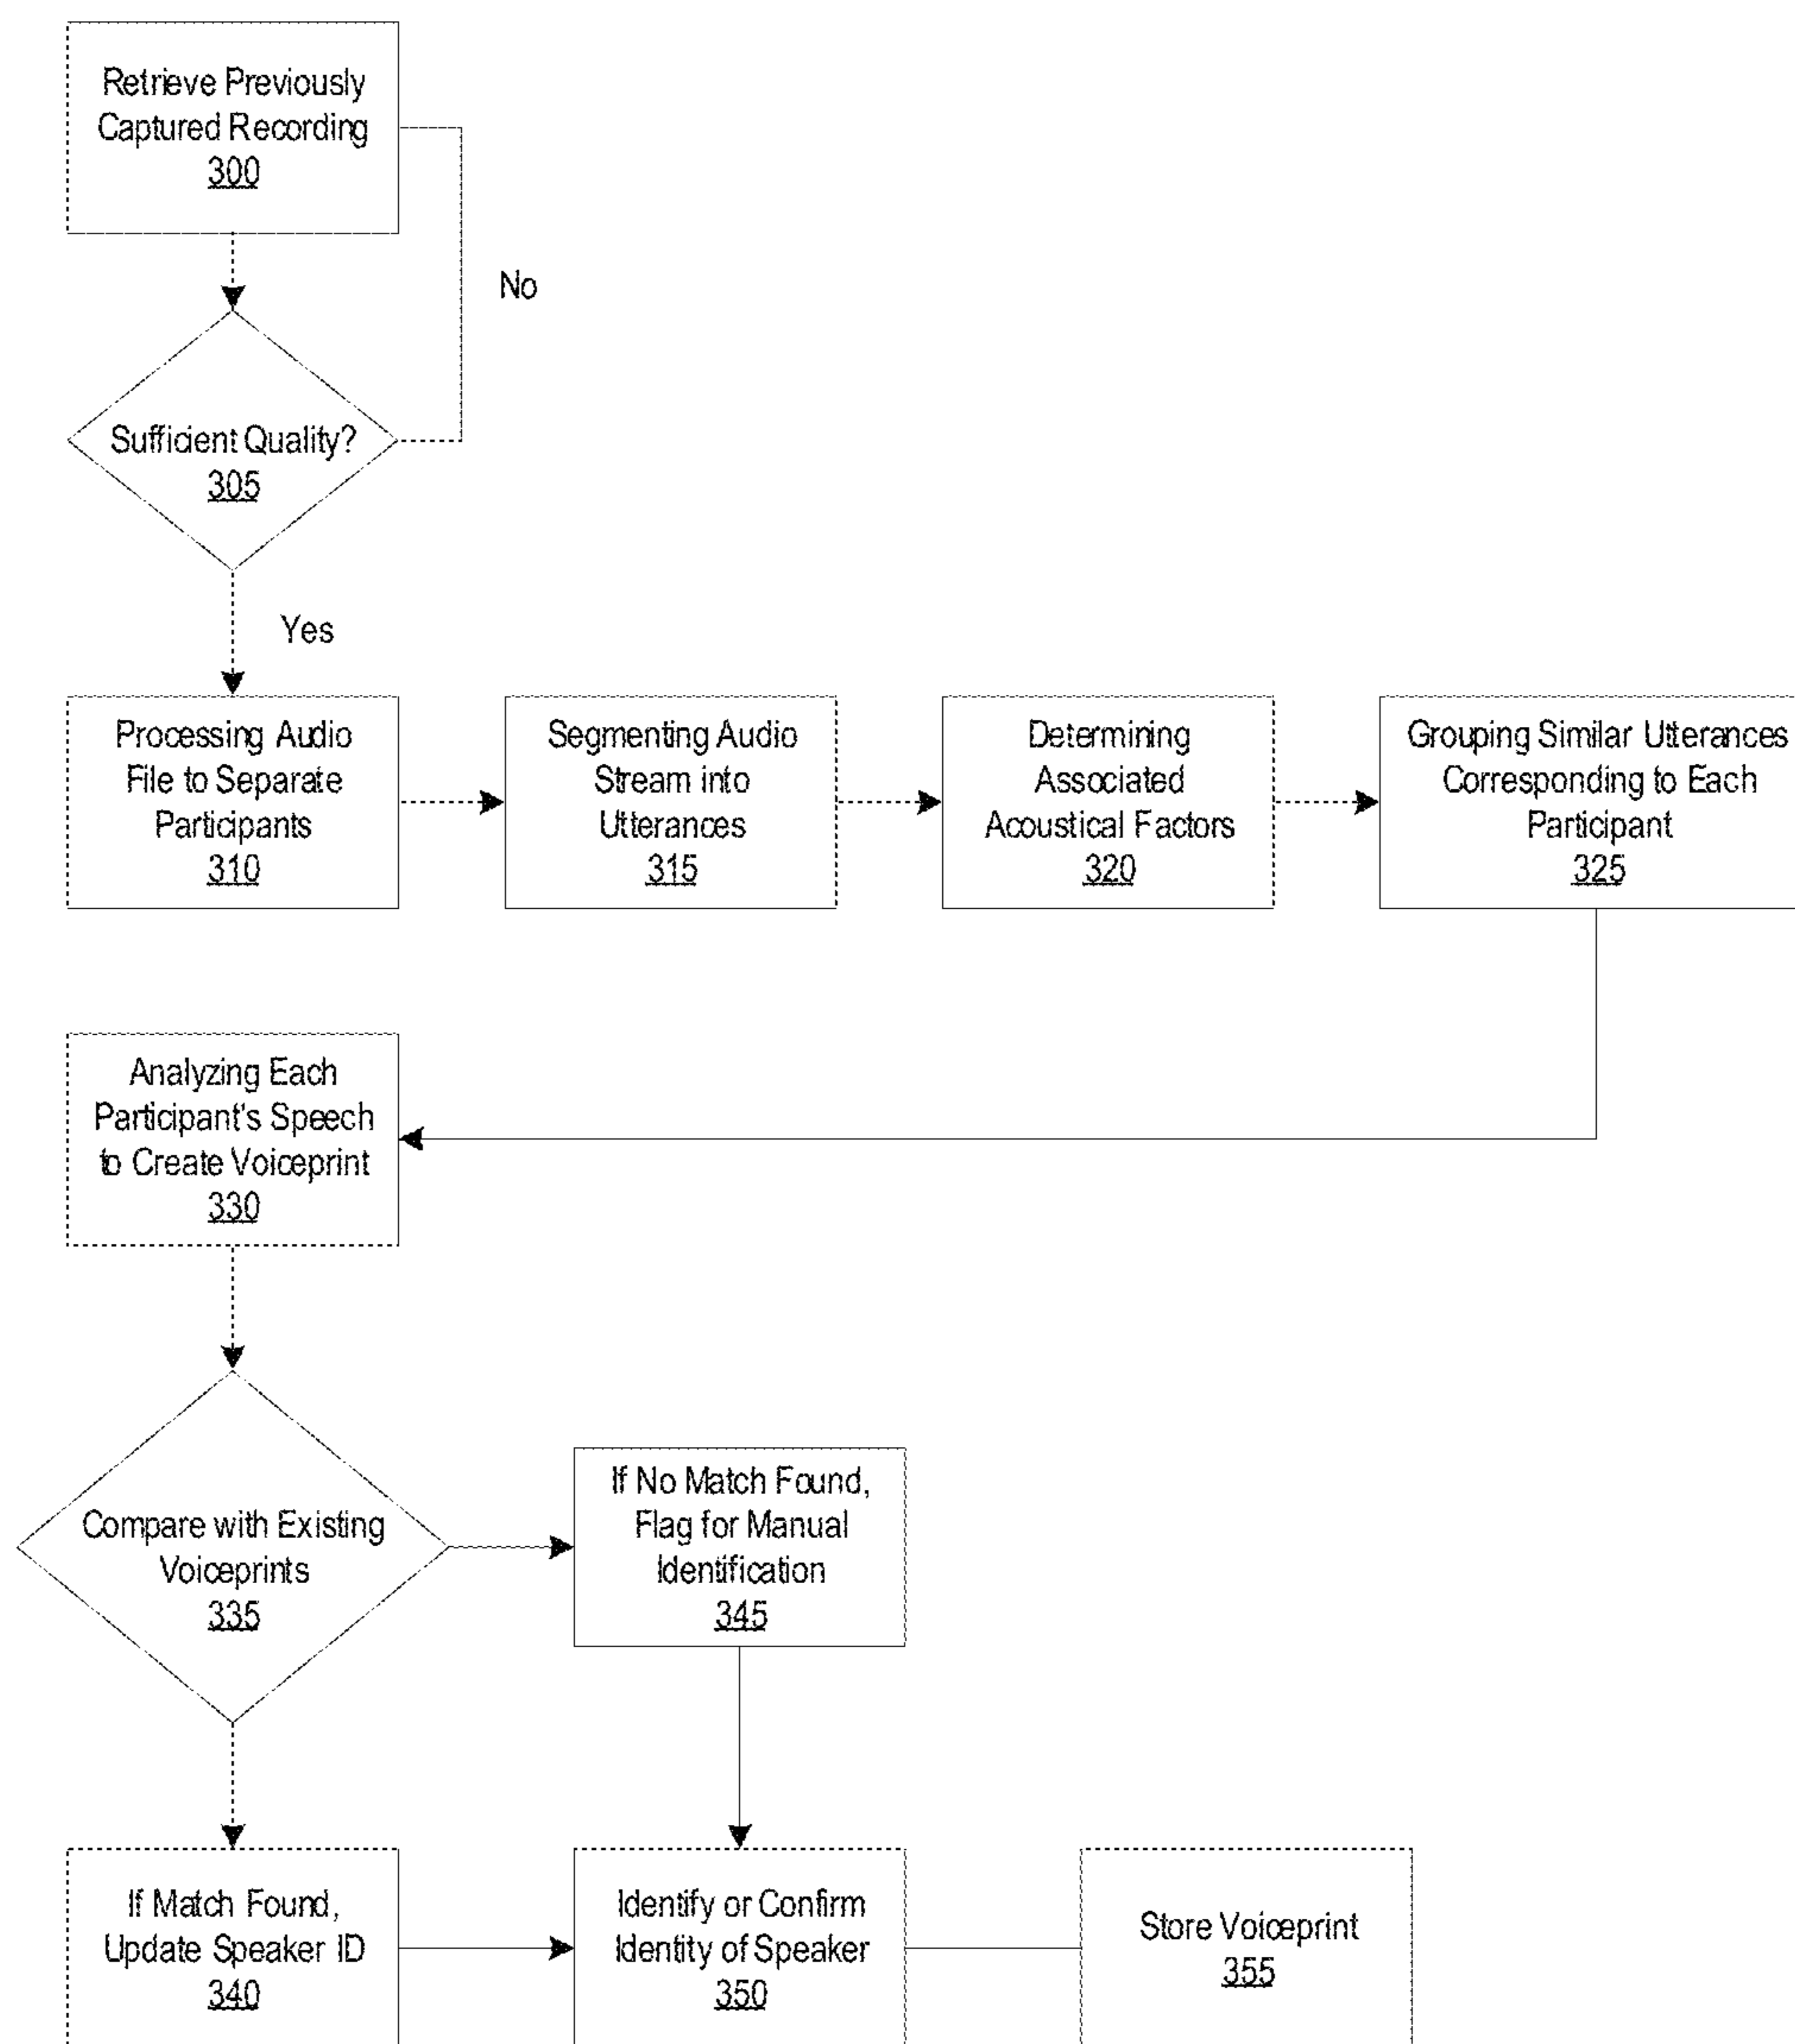 Retrieve Previously
Captured Recording
300
No
Sufficient Quality?
305
Yes
Processing Audio
File to Separate
Participants
310
Segmenting Audio
Stream into
Utterances
315
Determining
Associated
Acoustical Factors
320
Grouping Similar Utterances
Corresponding to Each
Participant
325
Analyzing Each
Participant's Speech
to Create Voiceprint
330
Compare with Existing
Voiceprints
335
If No Match Found,
Flag for Manual
Identification
345
If Match Found,
Update Speaker ID
340
Identify or Confirm
Identity of Speaker
350
Store Voiceprint
355